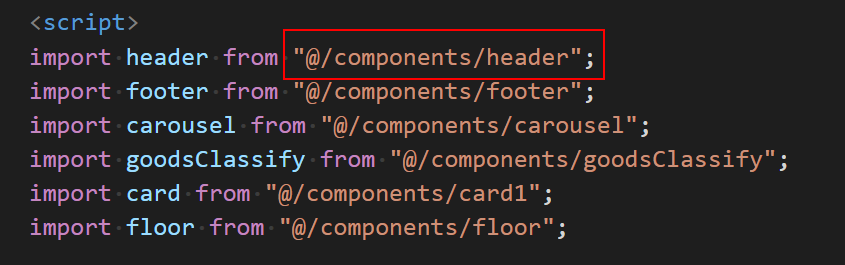 <script>
import header from "@/components/header";
import footer from "@/components/footer";
import carousel from "@/components/carousel";
import goodsClassify from "@/components/goodsClassify";
import card from "@/components/card1";
import floor from "@/components/floor";